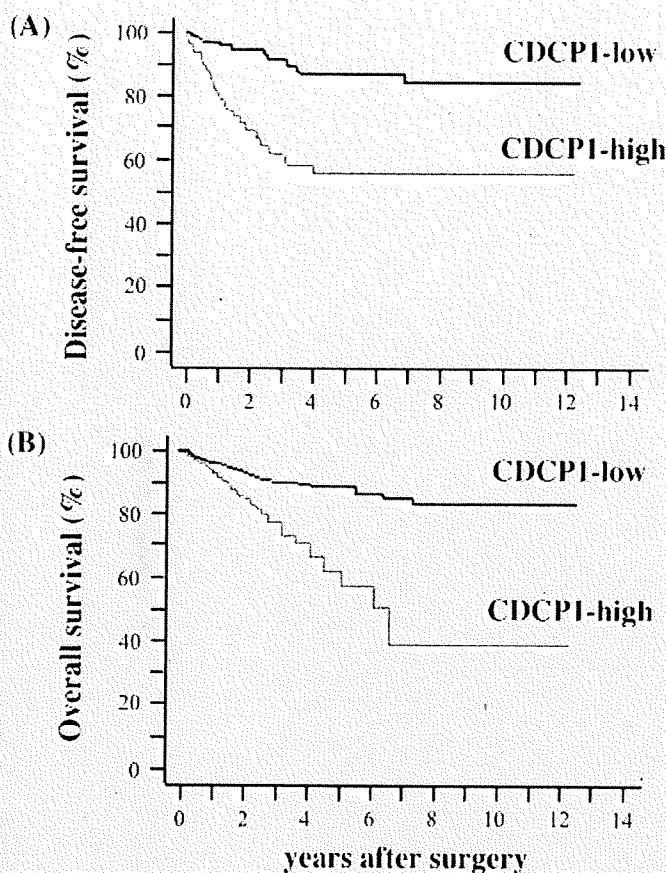 (A)
Disease-free survival (%)
100
80
60
40
20
0
CDCP1-low
CDCP1-high
0 2 4 6 8 10 12 14
(B)
Overall survival (%)
100
80
60
40
20
0
CDCP1-low
CDCP1-high
0 2 4 6 8 10 12 14
years after surgery